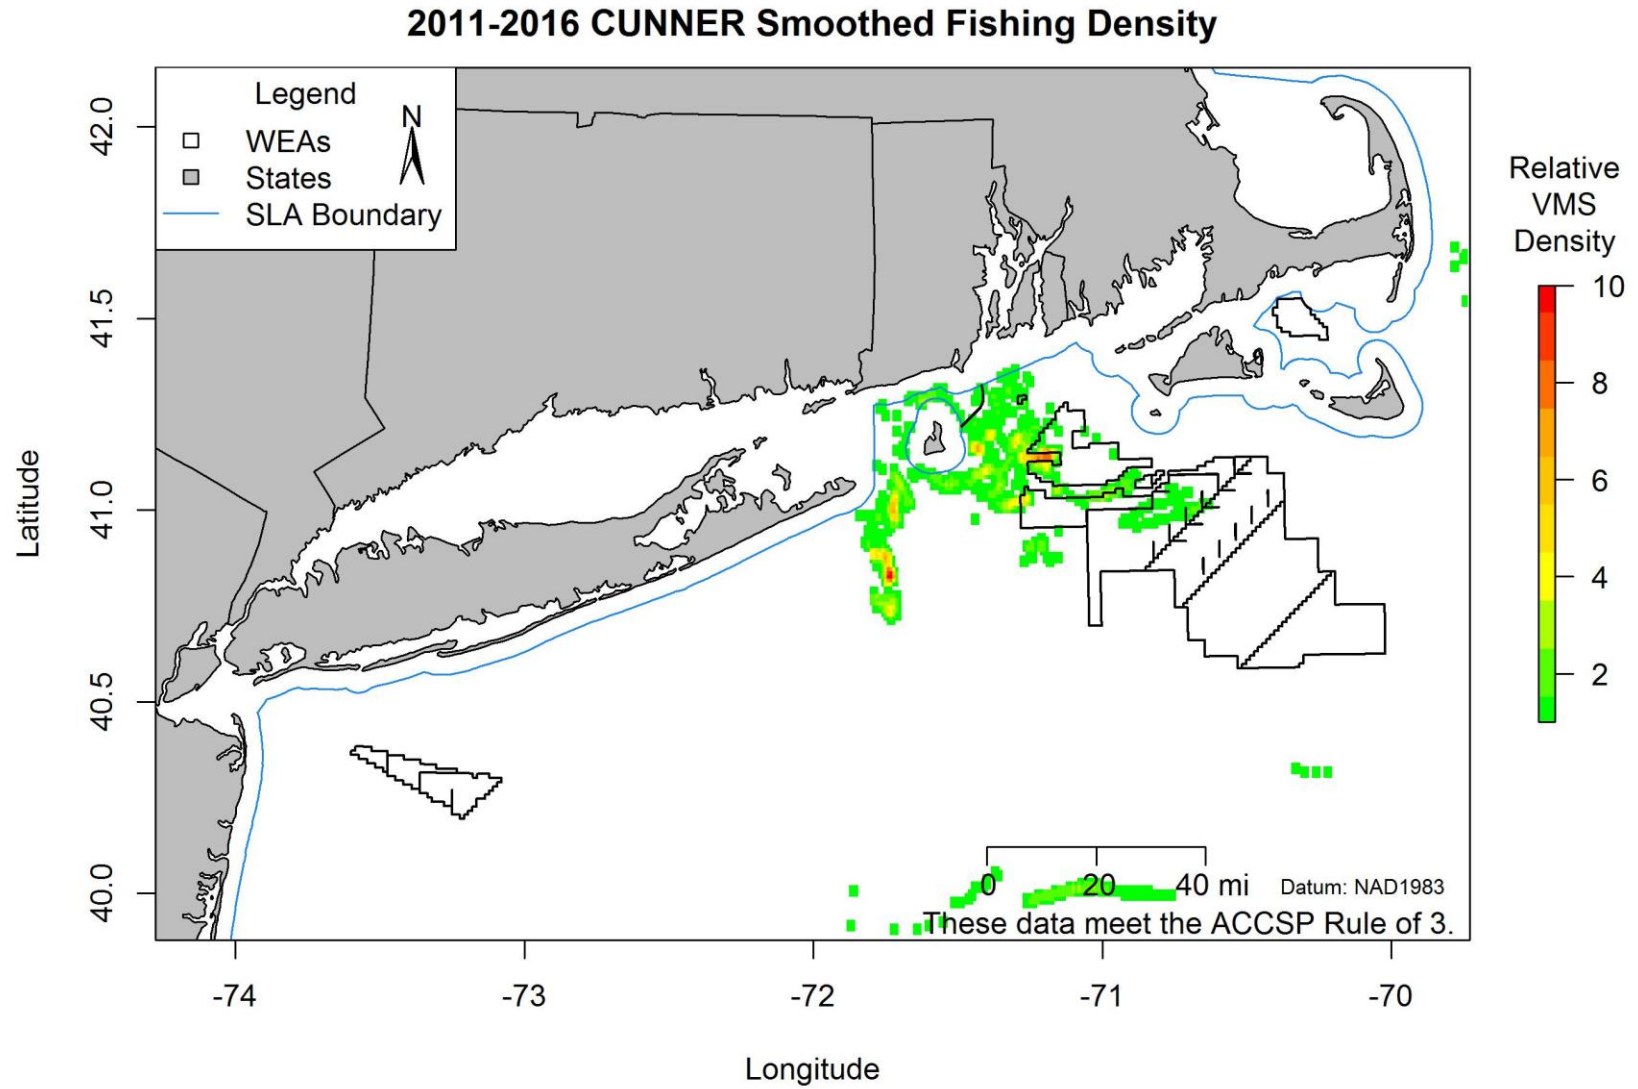 2011-2016 CUNNER Smoothed Fishing Density
Legend
N
WEAs
States
SLA Boundary
Relative
VMS
Density
10
8
6
4
2
42.0
41.5
41.0
40.5
40.0
Latitude
0 20 40 mi
Datum: NAD1983
These data meet the ACCSP Rule of 3.
-74 -73 -72 -71 -70
Longitude